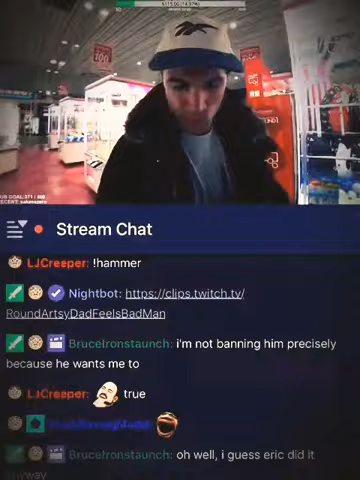 Stream Chat
LJCreeper: !hammer
Nightbot: https://clips.twitch.tv/
RoundArtsyDadFeelsBadMan
BruceIronstaunch: i'm not banning him precisely
because he wants me to
LJCreeper: true
BruceIronstaunch: oh well, i guess eric did it
anyway